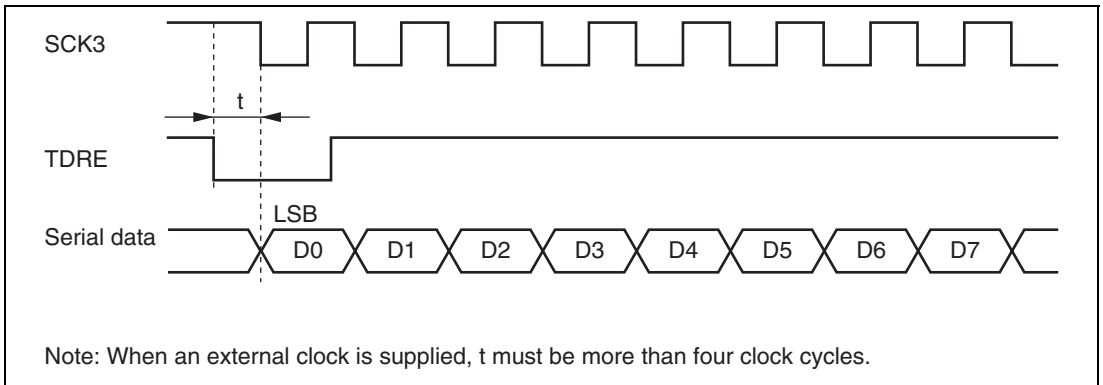 SCK3
t
TDRE
LSB
Serial data D0 D1 D2 D3 D4 D5 D6 D7
Note: When an external clock is supplied, t must be more than four clock cycles.